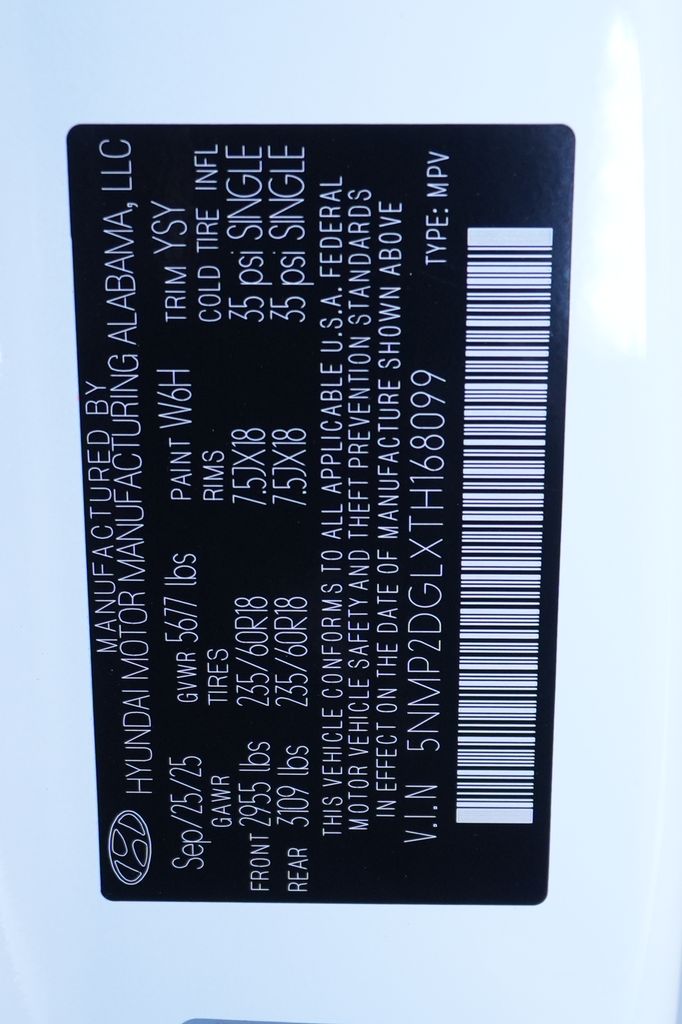 MANUFACTURED BY
HYUNDAI MOTOR MANUFACTURING ALABAMA, LLC
Sep/25/25 GVWR 5677 lbs PAINT W6H TRIM YSY
GAWR TIRES RIMS COLD TIRE INFL
FRONT 2955 lbs 235/60R18 7.5JX18 35 psi SINGLE
REAR 3109 lbs 235/60R18 7.5JX18 35 psi SINGLE
THIS VEHICLE CONFORMS TO ALL APPLICABLE U.S.A. FEDERAL
MOTOR VEHICLE SAFETY AND THEFT PREVENTION STANDARDS
IN EFFECT ON THE DATE OF MANUFACTURE SHOWN ABOVE
V.I.N 5NMP2DGLXTH168099 TYPE: MPV